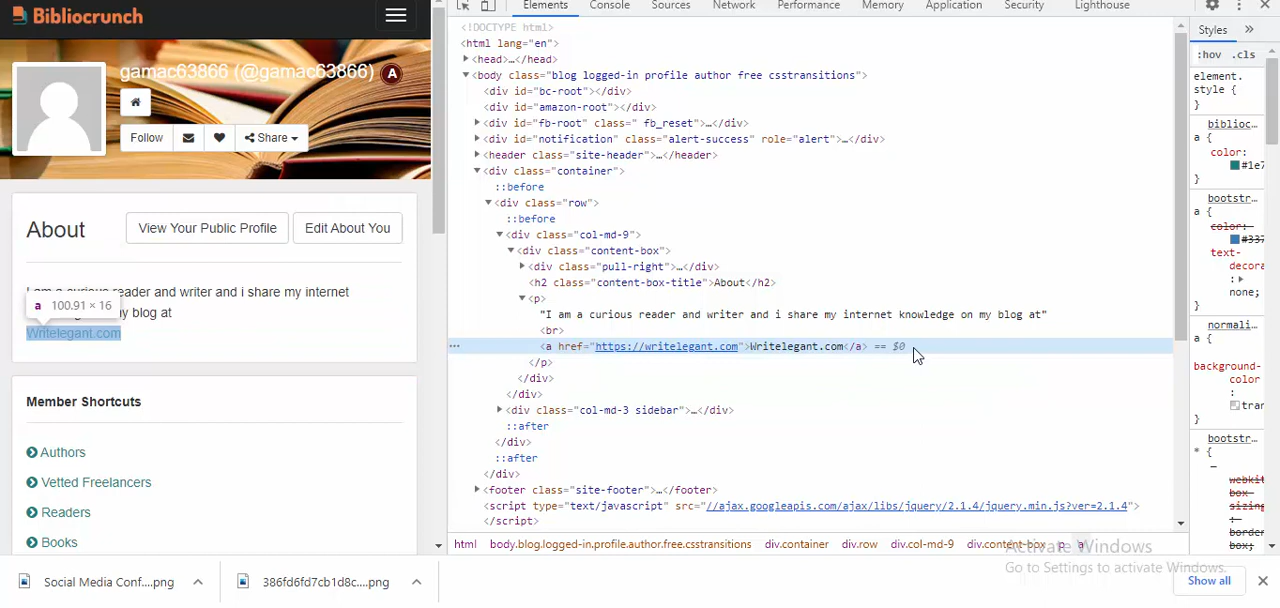 Bibliocrunch
gamac63866 (@gamac63866) A
Follow
Share
About
View Your Public Profile
Edit About You
I am a curious reader and writer and i share my internet
my blog at
a 100.91 × 16
Writelegant.com
Member Shortcuts
Authors
Vetted Freelancers
Readers
Books
Elements Console Sources Network Performance Memory Application Security Lighthouse
<!DOCTYPE html>
<html lang="en">
<head>…</head>
<body class="blog logged-in profile author free csstransitions">
<div id="bc-root"></div>
<div id="amazon-root"></div>
<div id="fb-root" class=" fb_reset">…</div>
<div id="notification" class="alert-success" role="alert">…</div>
<header class="site-header">…</header>
<div class="container">
::before
<div class="row">
::before
<div class="col-md-9">
<div class="content-box">
<div class="pull-right">…</div>
<h2 class="content-box-title">About</h2>
<p>
"I am a curious reader and writer and i share my internet knowledge on my blog at"
<br>
<a href="https://writelegant.com">Writelegant.com</a> == $0
</p>
</div>
</div>
<div class="col-md-3 sidebar">…</div>
::after
</div>
::after
</div>
<footer class="site-footer">…</footer>
<script type="text/javascript" src="//ajax.googleapis.com/ajax/libs/jquery/2.1.4/jquery.min.js?ver=2.1.4">
</script>
html body.blog.logged-in.profile.author.free.csstransitions div.container div.row div.col-md-9 div.content-box p a
Styles »
:hov .cls
element.
style {
}
biblioc…
a {
color:
#1e7
}
bootstr…
a {
color:
#337
text-
decora
:
none;
}
normali…
a {
background-
color
:
tran
}
bootstr…
* {
webkit
box-
sizing
:
border
box;
Activate Windows
Go to Settings to activate Windows.
Social Media Conf....png
386fd6fd7cb1d8c....png
Show all